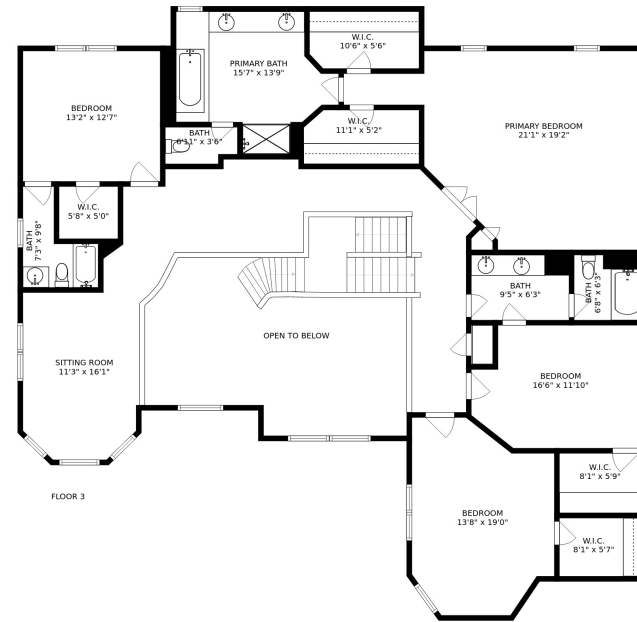 W.I.C.
10'6" x 5'6"
PRIMARY BATH
15'7" x 13'9"
BEDROOM
13'2" x 12'7"
W.I.C.
11'1" x 5'2"
PRIMARY BEDROOM
21'1" x 19'2"
BATH
6'11" x 3'6"
W.I.C.
5'8" x 5'0"
BATH
7'3" x 9'8"
BATH
9'5" x 6'3"
BATH
6'8" x 6'3"
OPEN TO BELOW
SITTING ROOM
11'3" x 16'1"
BEDROOM
16'6" x 11'10"
W.I.C.
8'1" x 5'9"
FLOOR 3
BEDROOM
13'8" x 19'0"
W.I.C.
8'1" x 5'7"